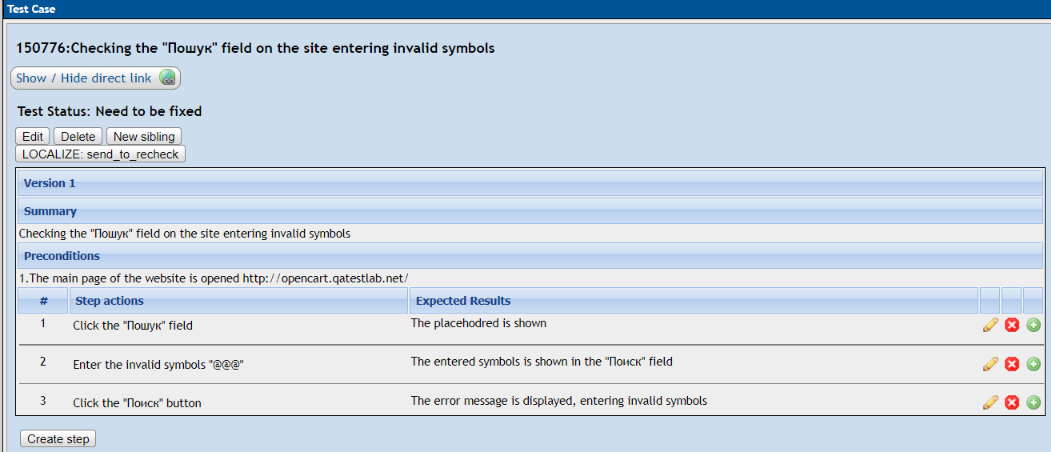 Test Case
150776:Checking the "Пошук" field on the site entering invalid symbols
Show / Hide direct link
Test Status: Need to be fixed
Edit Delete New sibling
LOCALIZE: send_to_recheck
Version 1
Summary
Checking the "Пошук" field on the site entering invalid symbols
Preconditions
1.The main page of the website is opened http://opencart.qatestlab.net/
# Step actions Expected Results
1 Click the "Пошук" field The placehodred is shown
2 Enter the invalid symbols "@@@" The entered symbols is shown in the "Поиск" field
3 Click the "Поиск" button The error message is displayed, entering invalid symbols
Create step